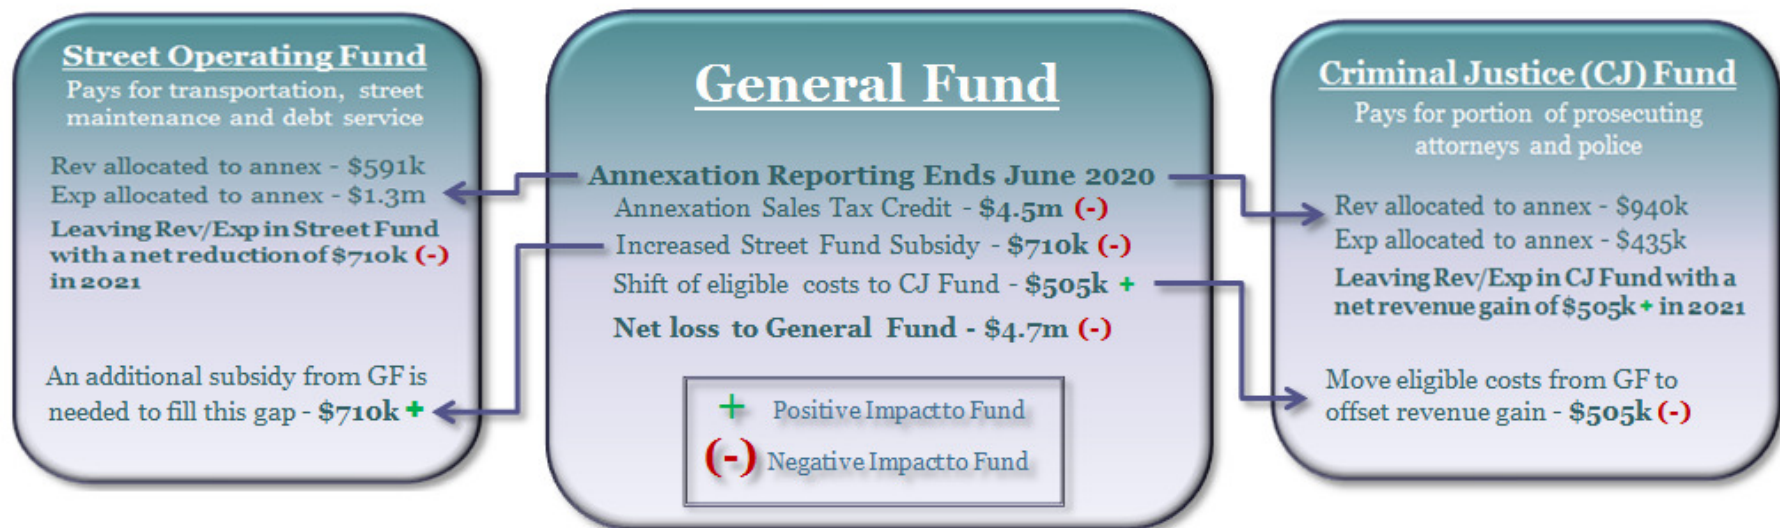 Street Operating Fund
Pays for transportation, street
maintenance and debt service
Rev allocated to annex - $591k
Exp allocated to annex - $1.3m
Leaving Rev/Exp in Street Fund
with a net reduction of $710k (-)
in 2021
An additional subsidy from GF is
needed to fill this gap - $710k +
General Fund
Annexation Reporting Ends June 2020
Annexation Sales Tax Credit - $4.5m (-)
Increased Street Fund Subsidy - $710k (-)
Shift of eligible costs to CJ Fund - $505k +
Net loss to General Fund - $4.7m (-)
+ Positive Impact to Fund
(-) Negative Impact to Fund
Criminal Justice (CJ) Fund
Pays for portion of prosecuting
attorneys and police
Rev allocated to annex - $940k
Exp allocated to annex - $435k
Leaving Rev/Exp in CJ Fund with a
net revenue gain of $505k + in 2021
Move eligible costs from GF to
offset revenue gain - $505k (-)